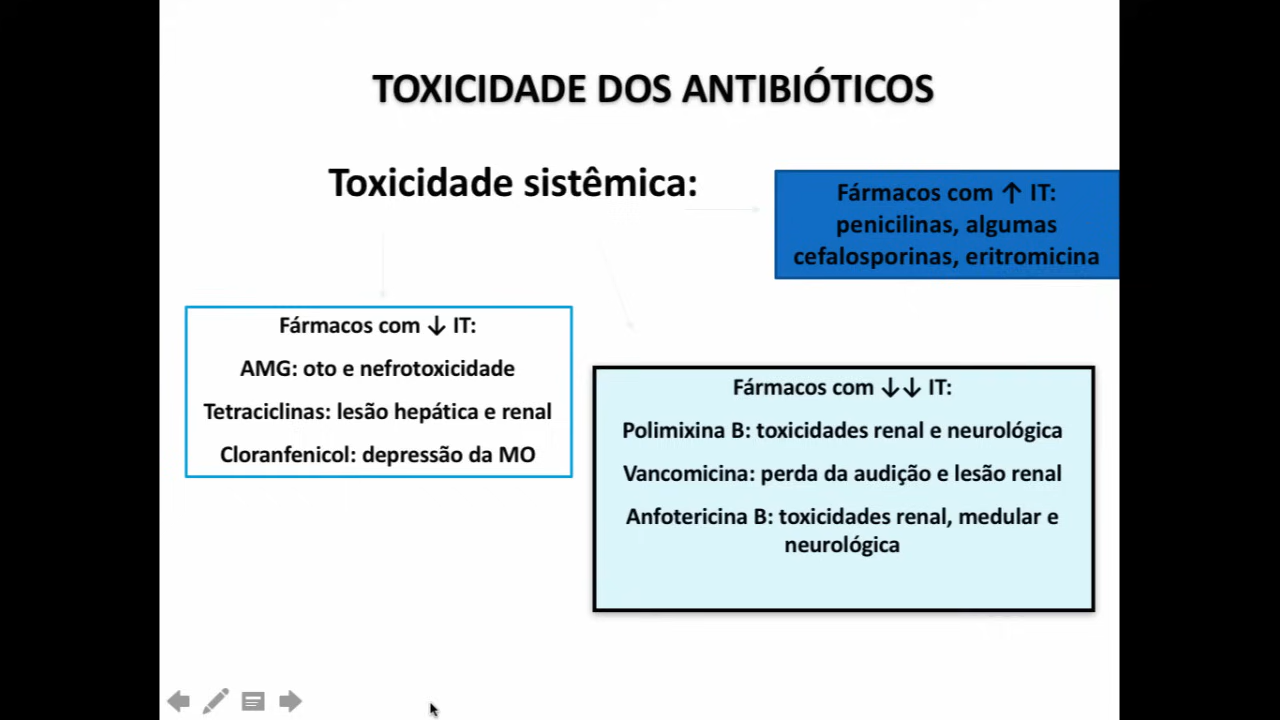 TOXICIDADE DOS ANTIBIÓTICOS
Toxicidade sistêmica:
Fármacos com ↑ IT:
penicilinas, algumas
cefalosporinas, eritromicina
Fármacos com ↓ IT:
AMG: oto e nefrotoxicidade
Tetraciclinas: lesão hepática e renal
Cloranfenicol: depressão da MO
Fármacos com ↓↓ IT:
Polimixina B: toxicidades renal e neurológica
Vancomicina: perda da audição e lesão renal
Anfotericina B: toxicidades renal, medular e
neurológica